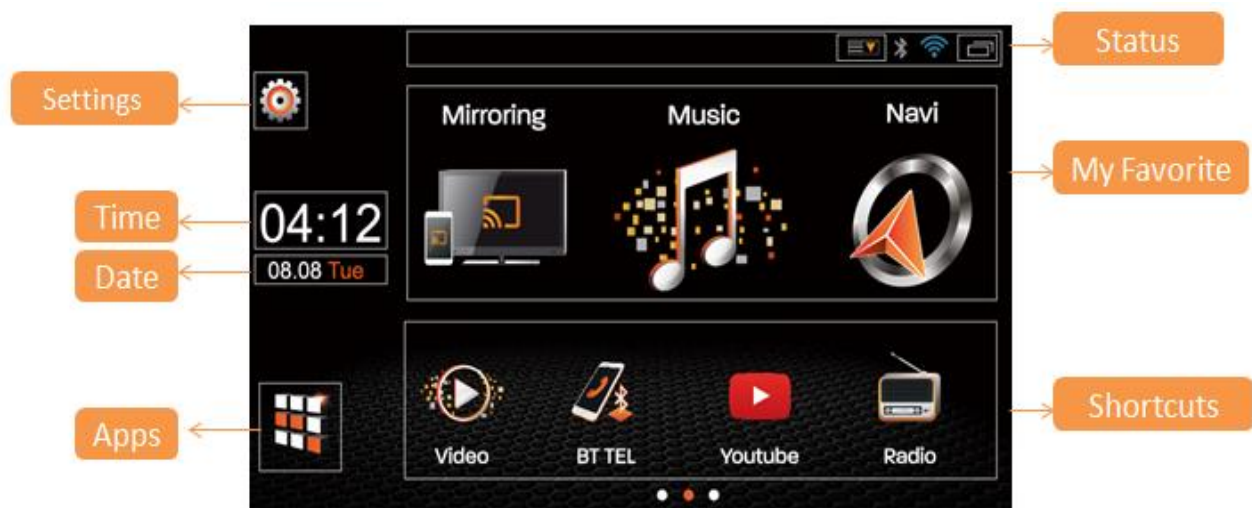 Status
Settings
Mirroring
Music
Navi
My Favorite
Time
04:12
Date
08.08 Tue
Apps
Video
BT TEL
Youtube
Radio
Shortcuts